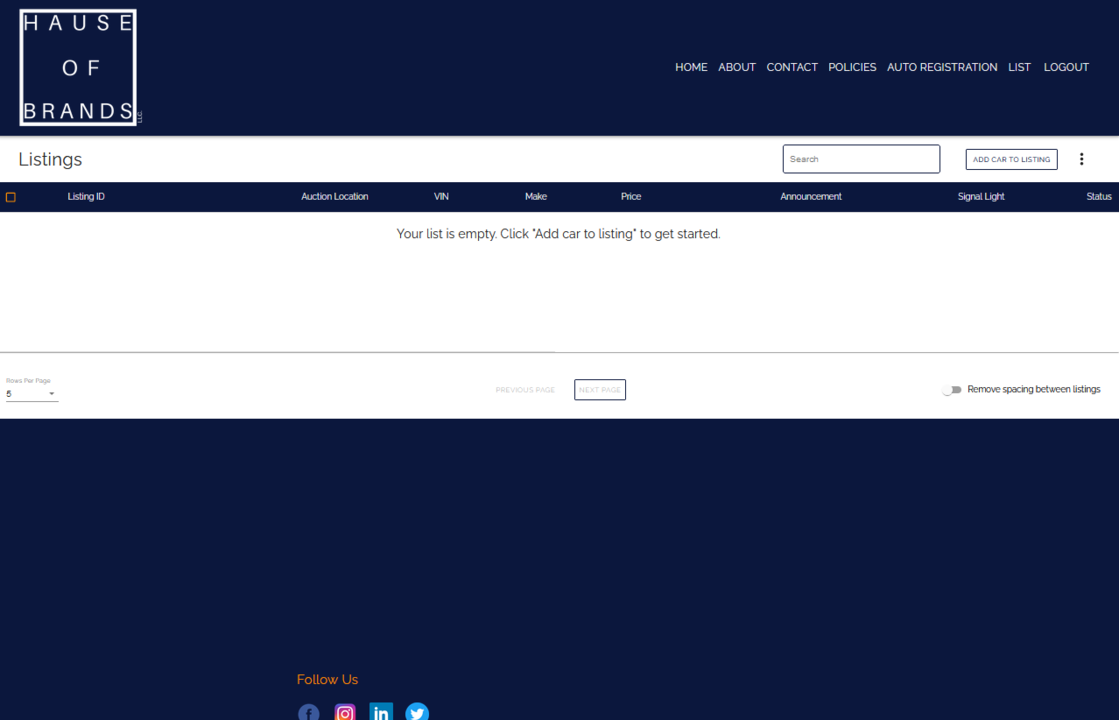 HAUSE
OF
BRANDS
LLC.
HOME ABOUT CONTACT POLICIES AUTO REGISTRATION LIST LOGOUT
Listings
Search
ADD CAR TO LISTING
Listing ID Auction Location VIN Make Price Announcement Signal Light Status
Your list is empty. Click "Add car to listing" to get started.
Rows Per Page
5
PREVIOUS PAGE NEXT PAGE
Remove spacing between listings
Follow Us
f in